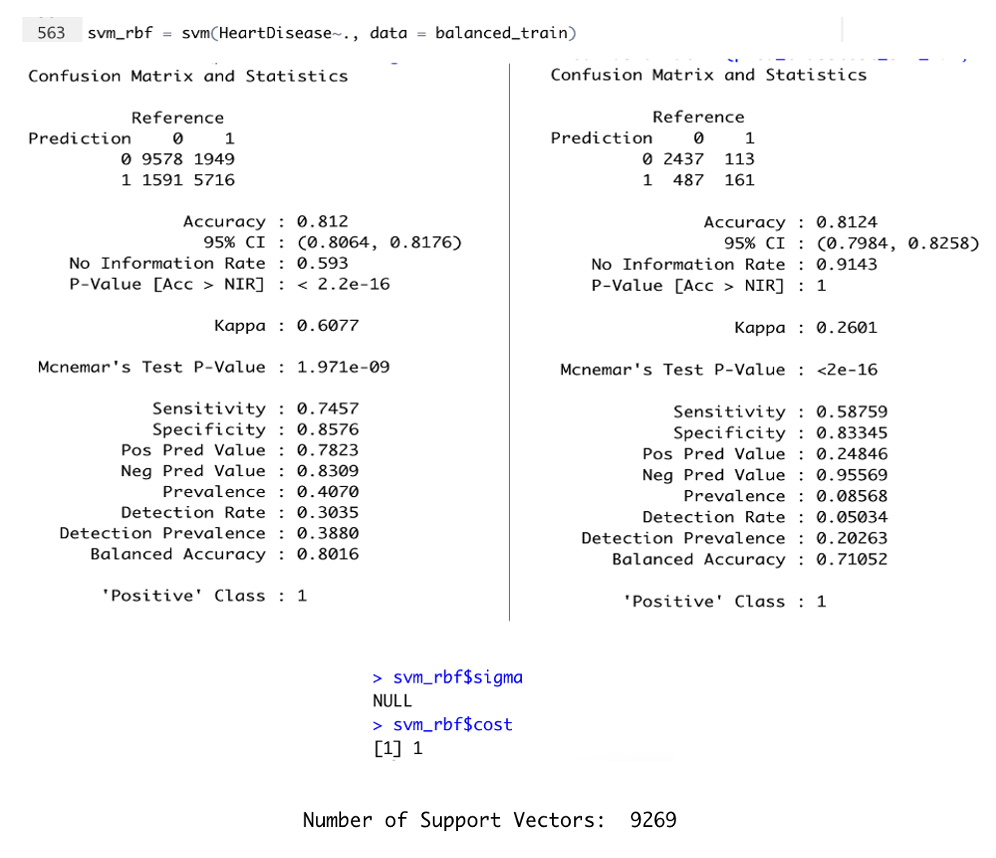 563 svm_rbf = svm(HeartDisease~., data = balanced_train)
Confusion Matrix and Statistics
Reference
Prediction 0 1
0 9578 1949
1 1591 5716
Accuracy : 0.812
95% CI : (0.8064, 0.8176)
No Information Rate : 0.593
P-Value [Acc > NIR] : < 2.2e-16
Kappa : 0.6077
Mcnemar's Test P-Value : 1.971e-09
Sensitivity : 0.7457
Specificity : 0.8576
Pos Pred Value : 0.7823
Neg Pred Value : 0.8309
Prevalence : 0.4070
Detection Rate : 0.3035
Detection Prevalence : 0.3880
Balanced Accuracy : 0.8016
'Positive' Class : 1
Confusion Matrix and Statistics
Reference
Prediction 0 1
0 2437 113
1 487 161
Accuracy : 0.8124
95% CI : (0.7984, 0.8258)
No Information Rate : 0.9143
P-Value [Acc > NIR] : 1
Kappa : 0.2601
Mcnemar's Test P-Value : <2e-16
Sensitivity : 0.58759
Specificity : 0.83345
Pos Pred Value : 0.24846
Neg Pred Value : 0.95569
Prevalence : 0.08568
Detection Rate : 0.05034
Detection Prevalence : 0.20263
Balanced Accuracy : 0.71052
'Positive' Class : 1
> svm_rbf$sigma
NULL
> svm_rbf$cost
[1] 1
Number of Support Vectors: 9269